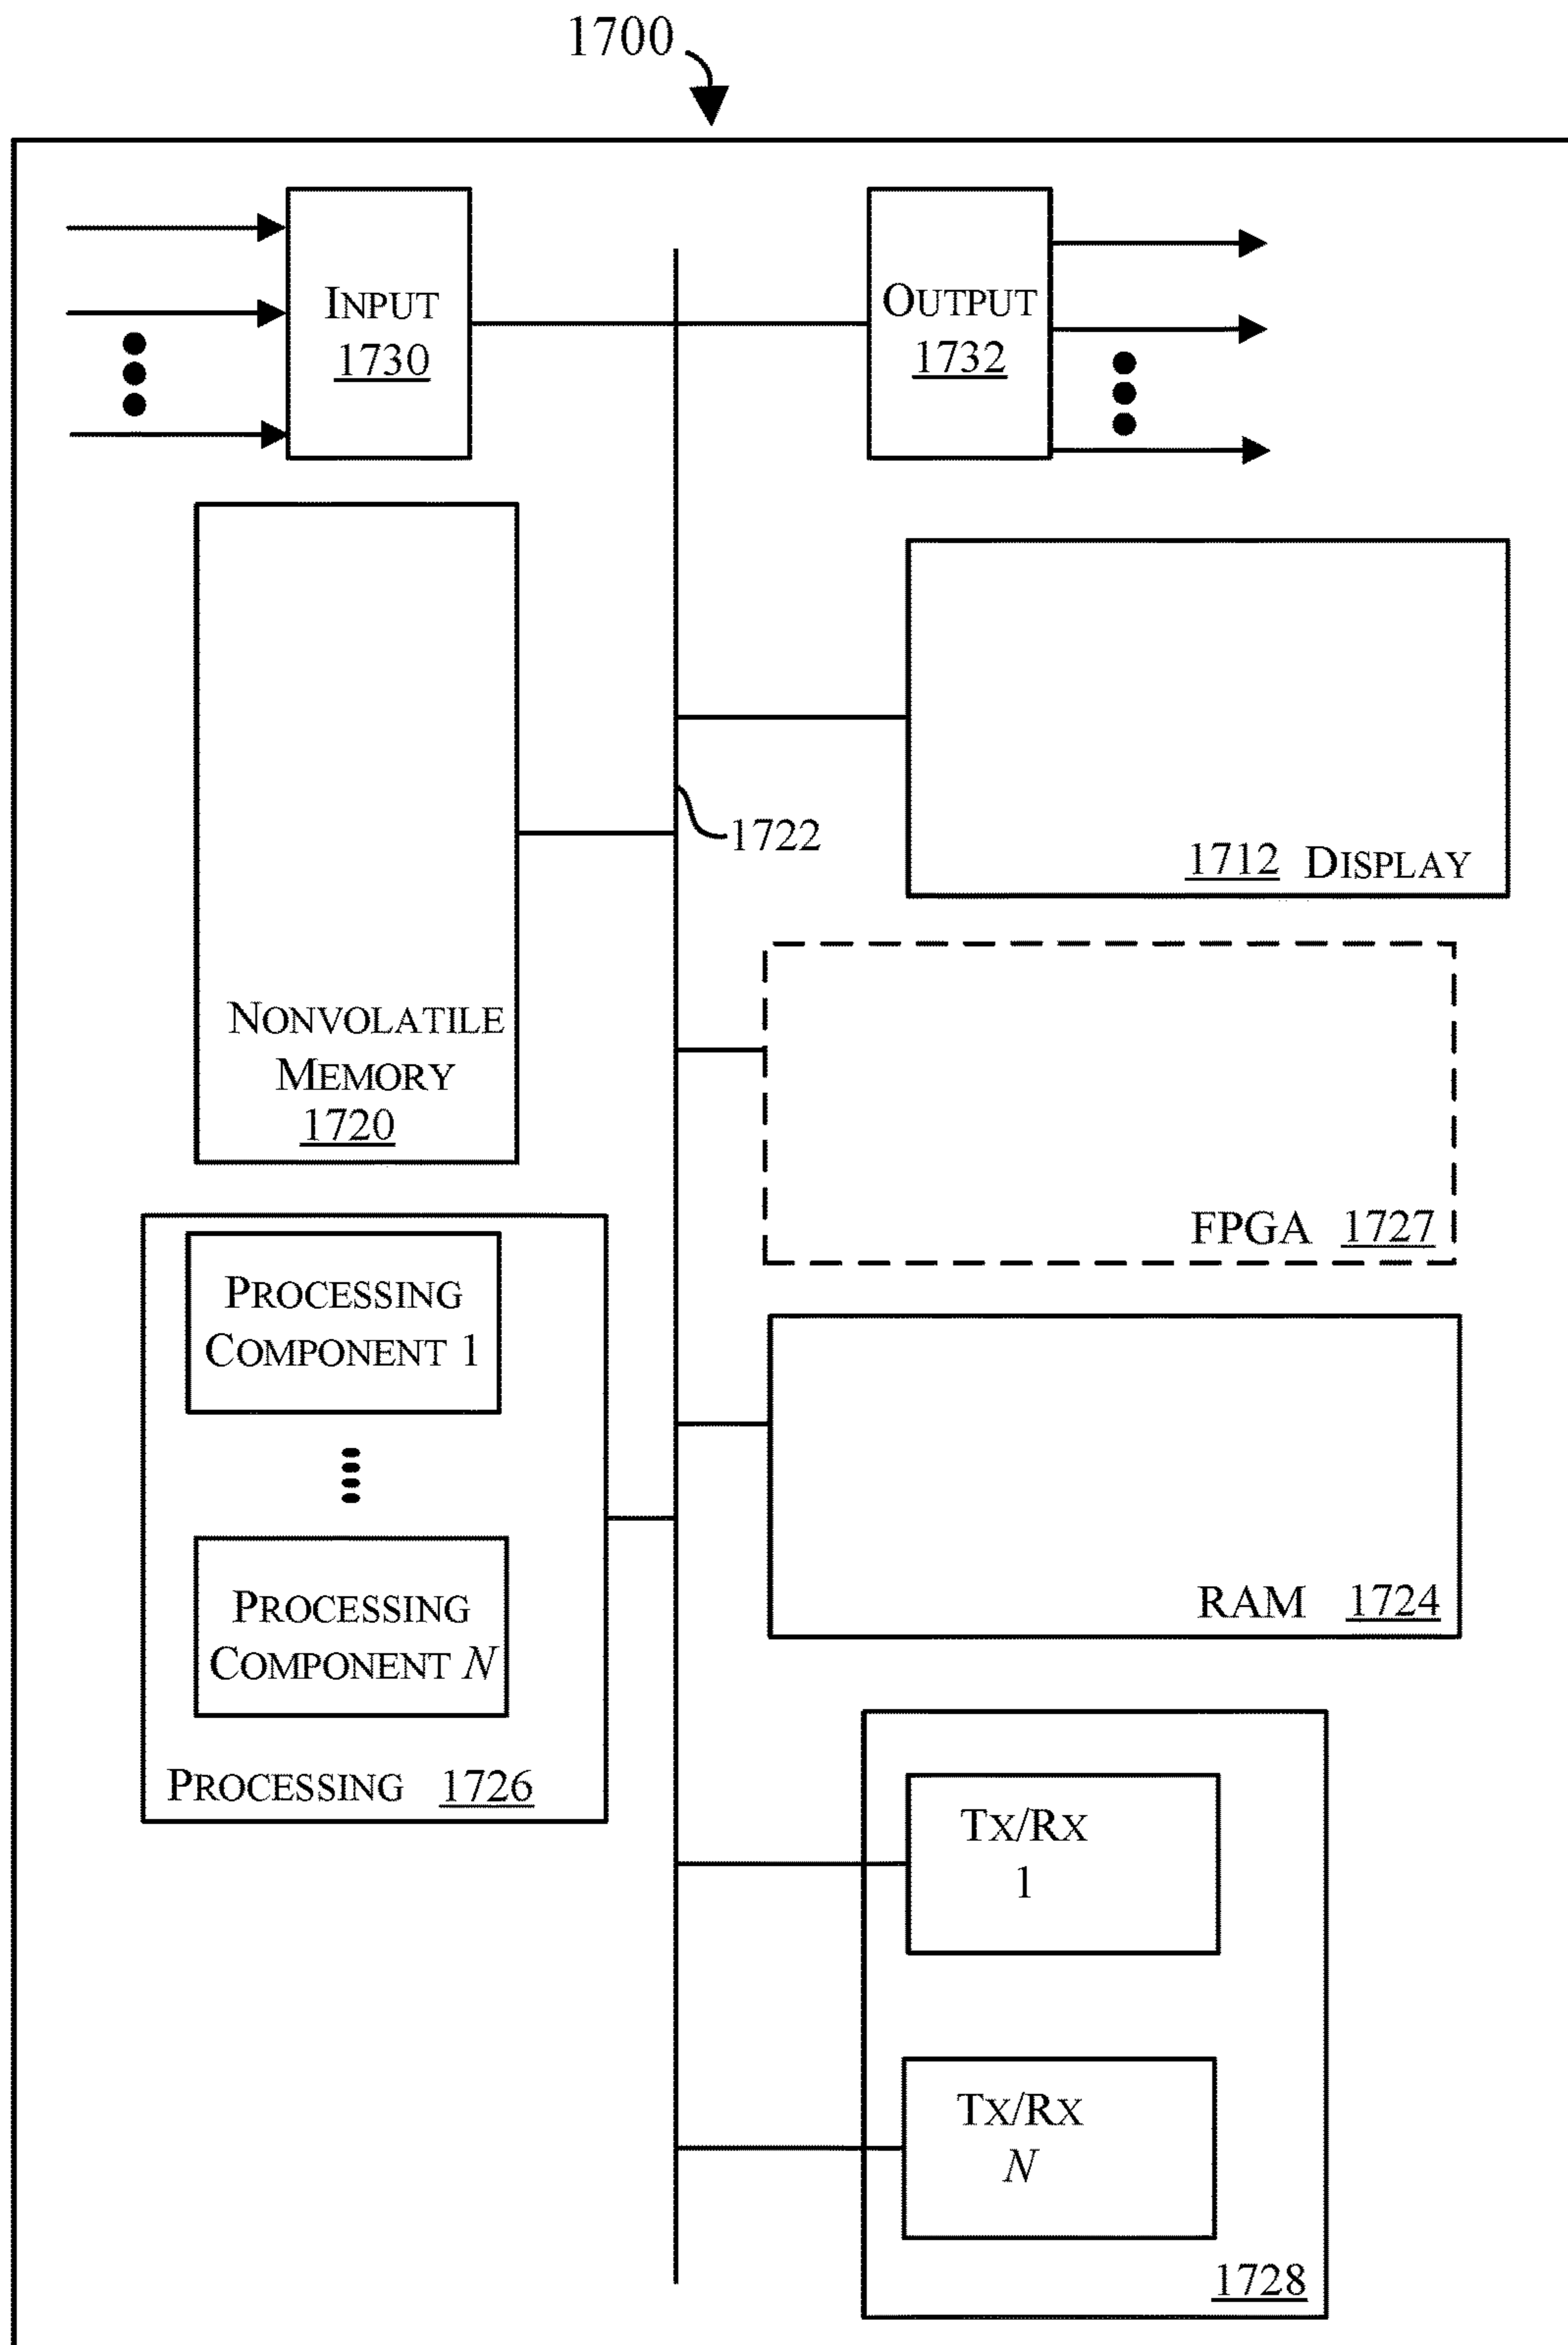 1700
INPUT
1730
OUTPUT
1732
1722
1712 DISPLAY
NONVOLATILE
MEMORY
1720
FPGA 1727
PROCESSING
COMPONENT 1
PROCESSING
COMPONENT N
PROCESSING 1726
RAM 1724
TX/RX
1
TX/RX
N
1728